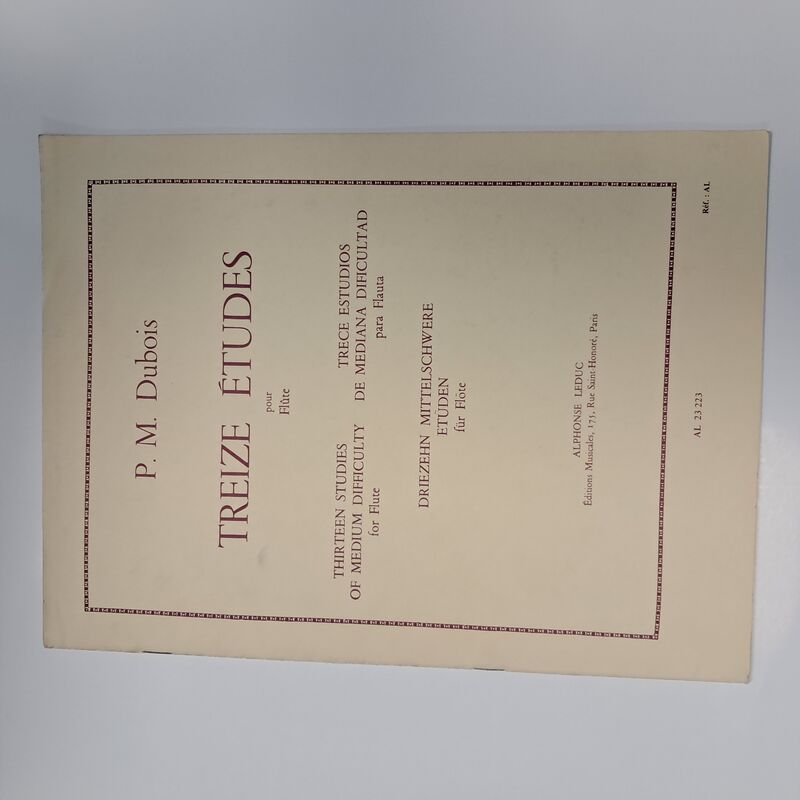 P. M. Dubois
TREIZE ÉTUDES
pour
Flûte
THIRTEEN STUDIES
OF MEDIUM DIFFICULTY
for Flute
TRECE ESTUDIOS
DE MEDIANA DIFICULTAD
para Flauta
DRIEZEHN MITTELSCHWERE
ETÜDEN
für Flöte
ALPHONSE LEDUC
Éditions Musicales, 175, Rue Saint-Honoré, Paris
AL 23 223
Réf. : AL